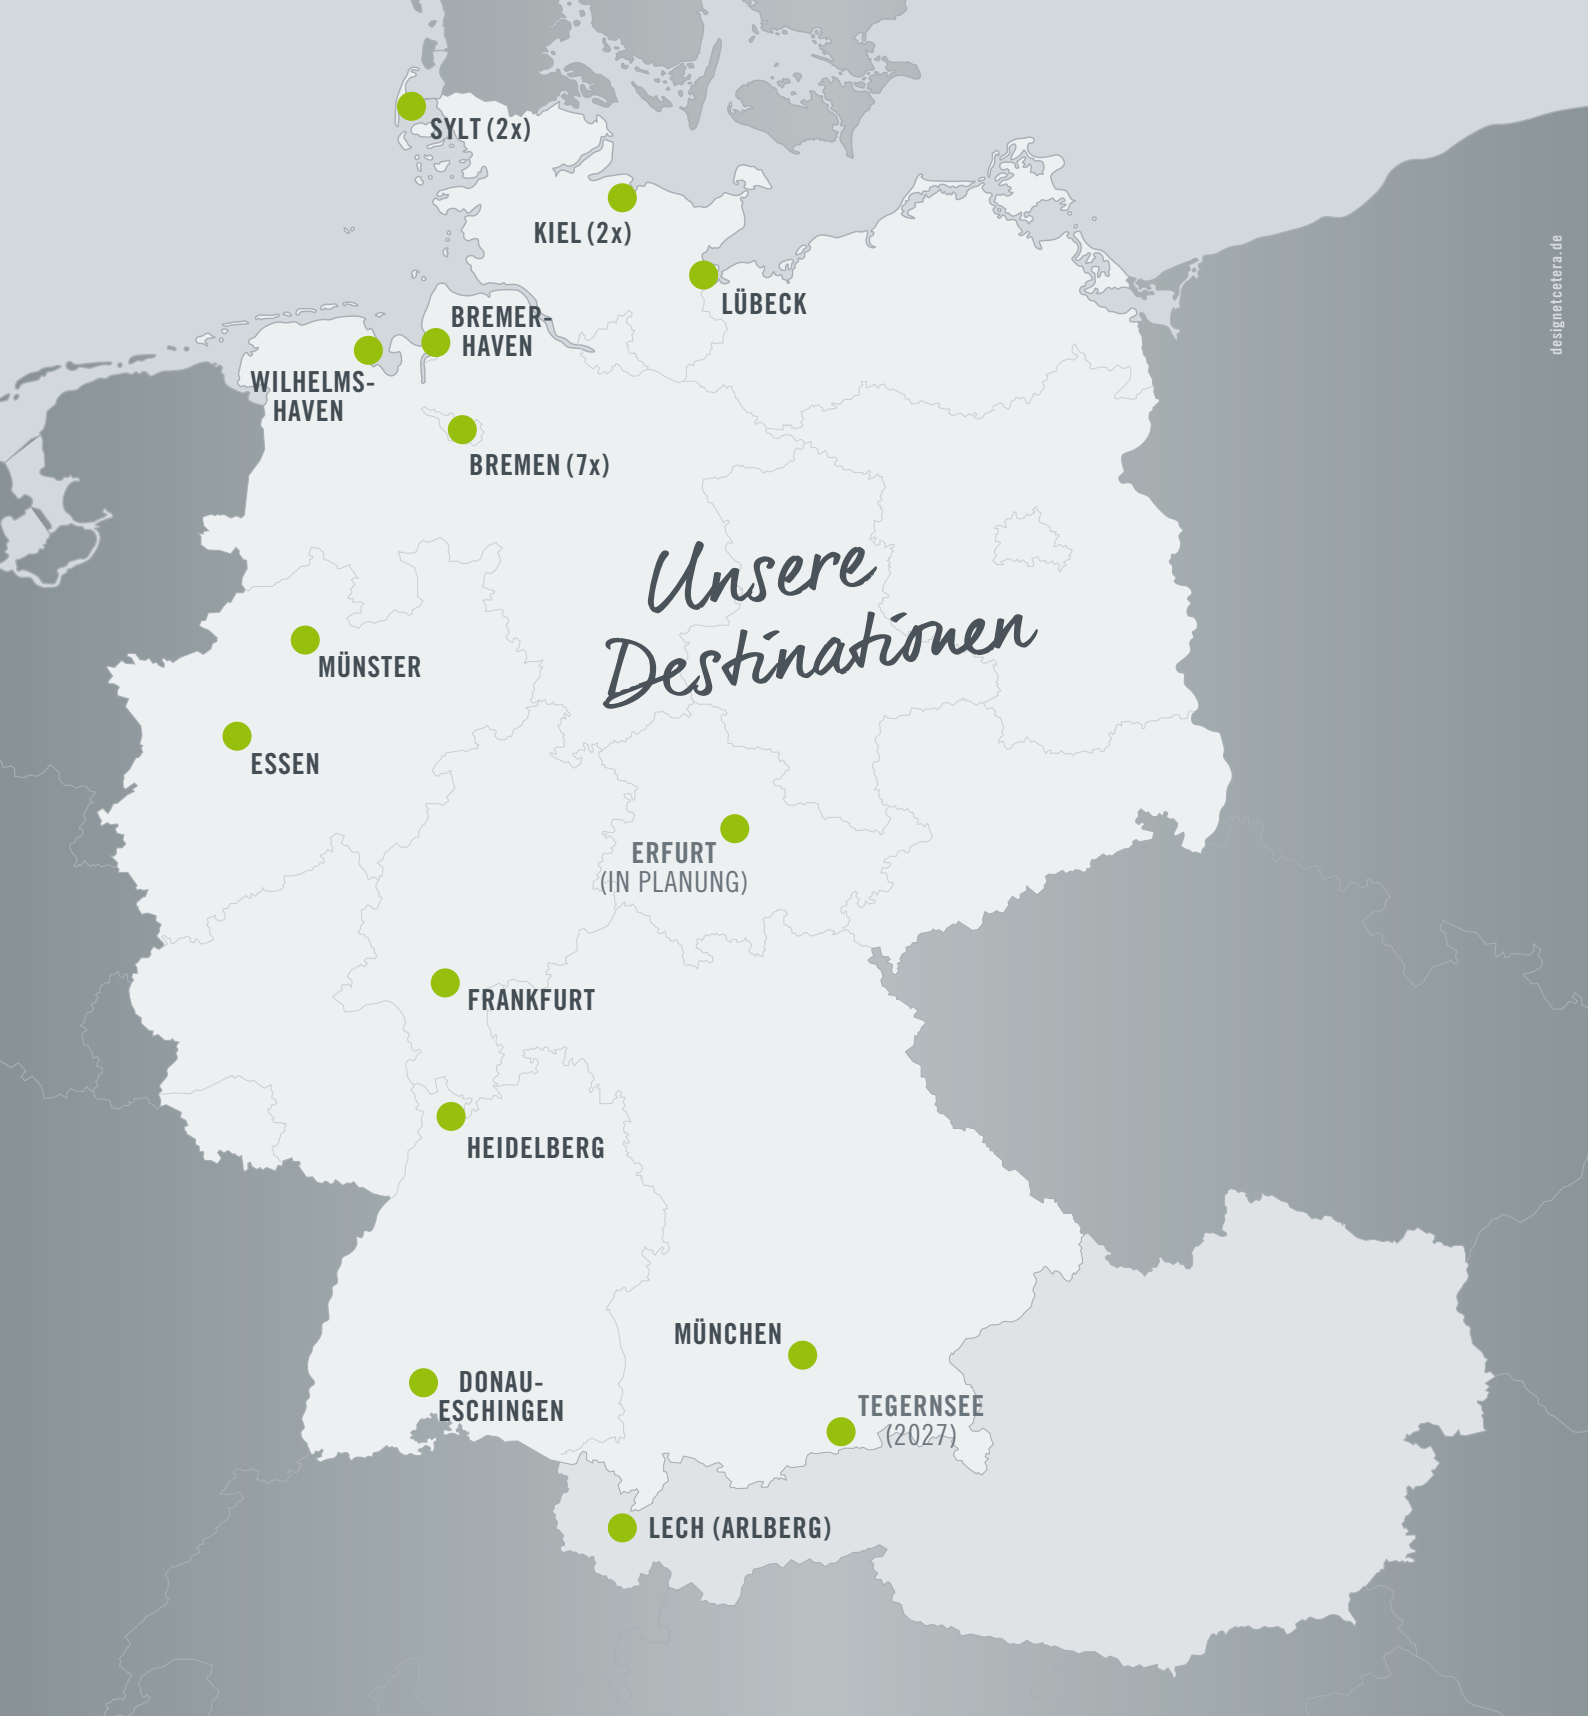 SYLT (2x)
KIEL (2x)
LÜBECK
BREMER-
HAVEN
WILHELMS-
HAVEN
BREMEN (7x)
designetcetera.de
Unsere
Destinationen
MÜNSTER
ESSEN
ERFURT
(IN PLANUNG)
FRANKFURT
HEIDELBERG
MÜNCHEN
DONAU-
ESCHINGEN
TEGERNSEE
(2027)
LECH (ARLBERG)